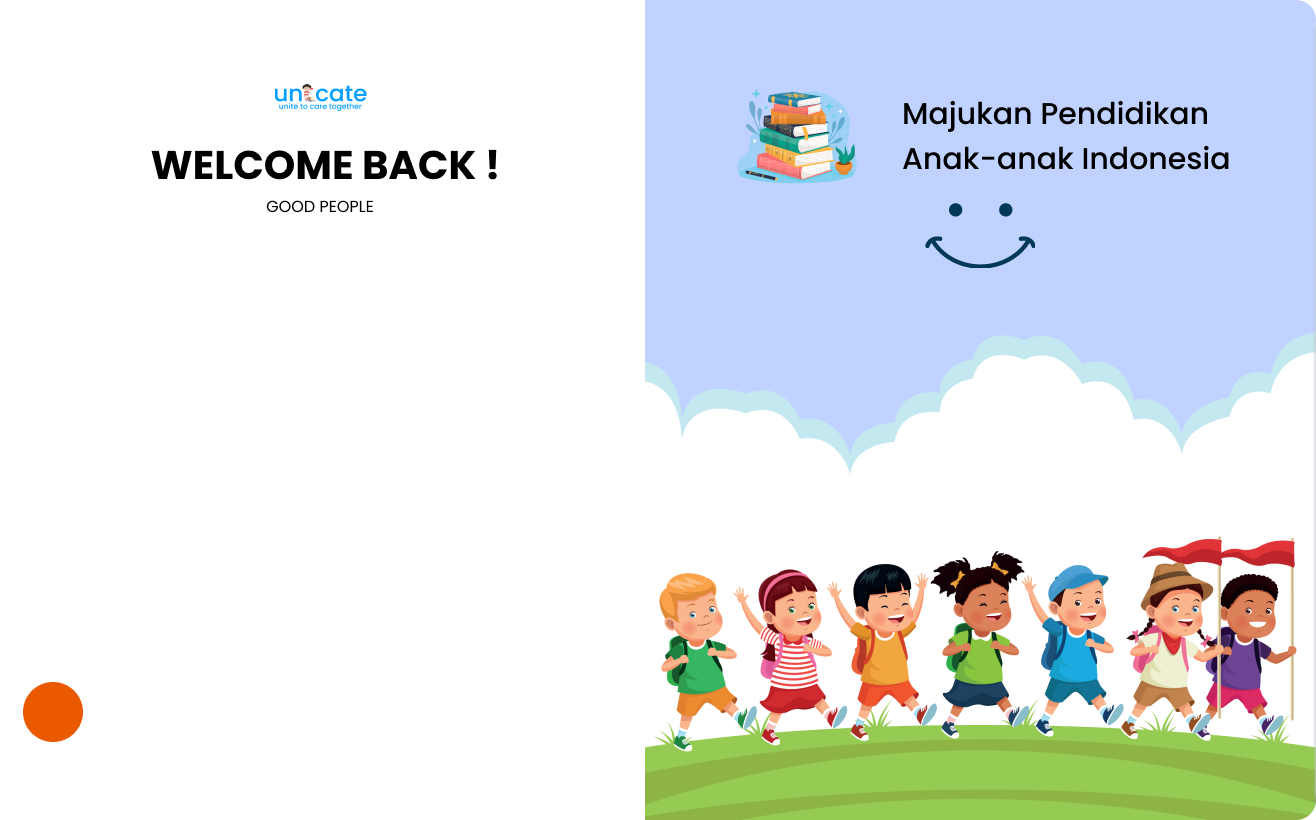 unicate
unite to care together
WELCOME BACK !
GOOD PEOPLE
Majukan Pendidikan
Anak-anak Indonesia